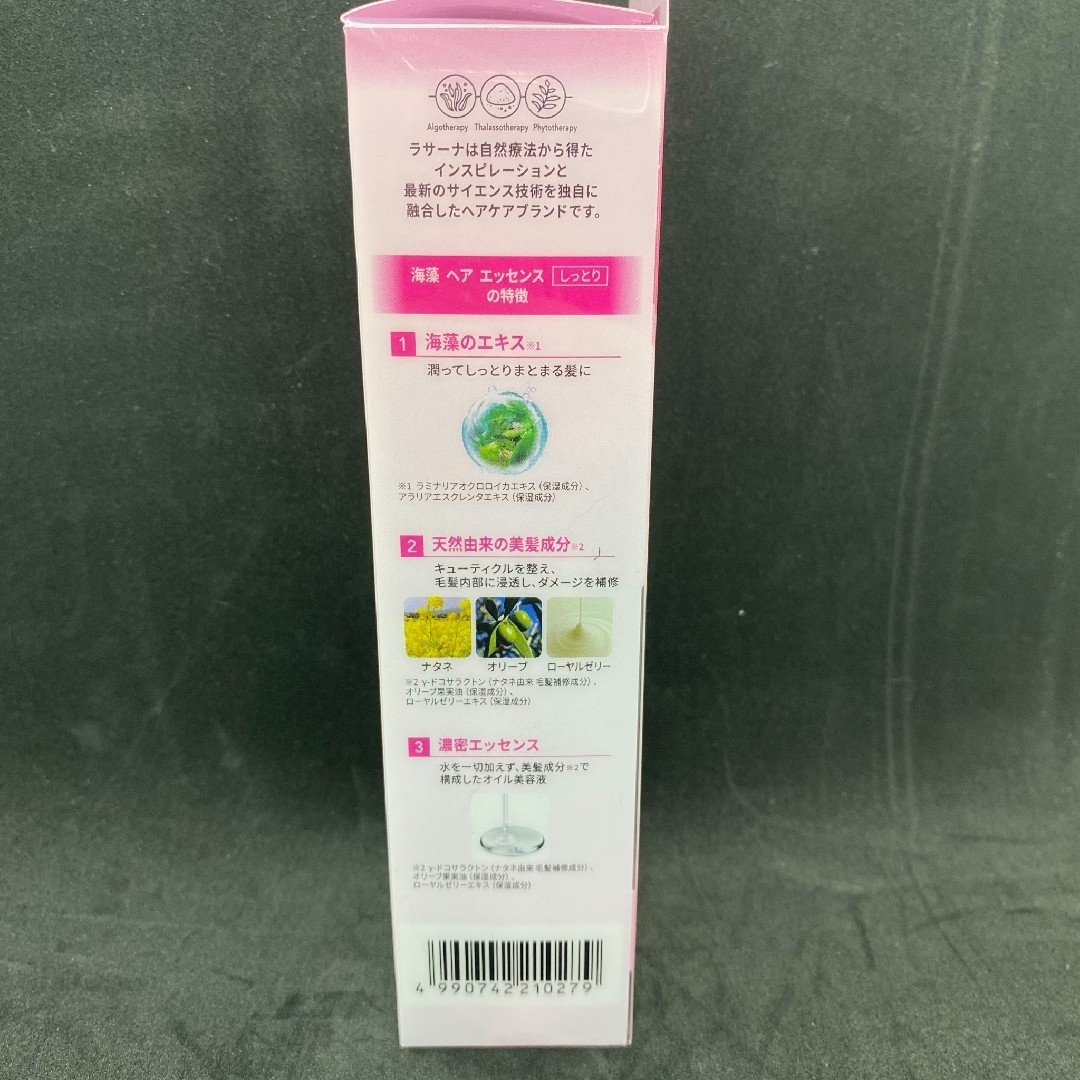 Algotherapy Thalassotherapy Phytotherapy
ラサーナは自然療法から得た
インスピレーションと
最新のサイエンス技術を独自に
融合したヘアケアブランドです。
海藻 ヘア エッセンス しっとり
の特徴
1 海藻のエキス※1
潤ってしっとりまとまる髪に
※1 ラミナリアオクロロイカエキス（保湿成分）、
アラリアエスクレンタエキス（保湿成分）
2 天然由来の美髪成分※2
キューティクルを整え、
毛髪内部に浸透し、ダメージを補修
ナタネ オリーブ ローヤルゼリー
※2 γ-ドコサラクトン（ナタネ由来 毛髪補修成分）、
オリーブ果実油（保湿成分）、
ローヤルゼリーエキス（保湿成分）
3 濃密エッセンス
水を一切加えず、美髪成分※2で
構成したオイル美容液
※2 γ-ドコサラクトン（ナタネ由来 毛髪補修成分）、
オリーブ果実油（保湿成分）、
ローヤルゼリーエキス（保湿成分）
4 990742 210279